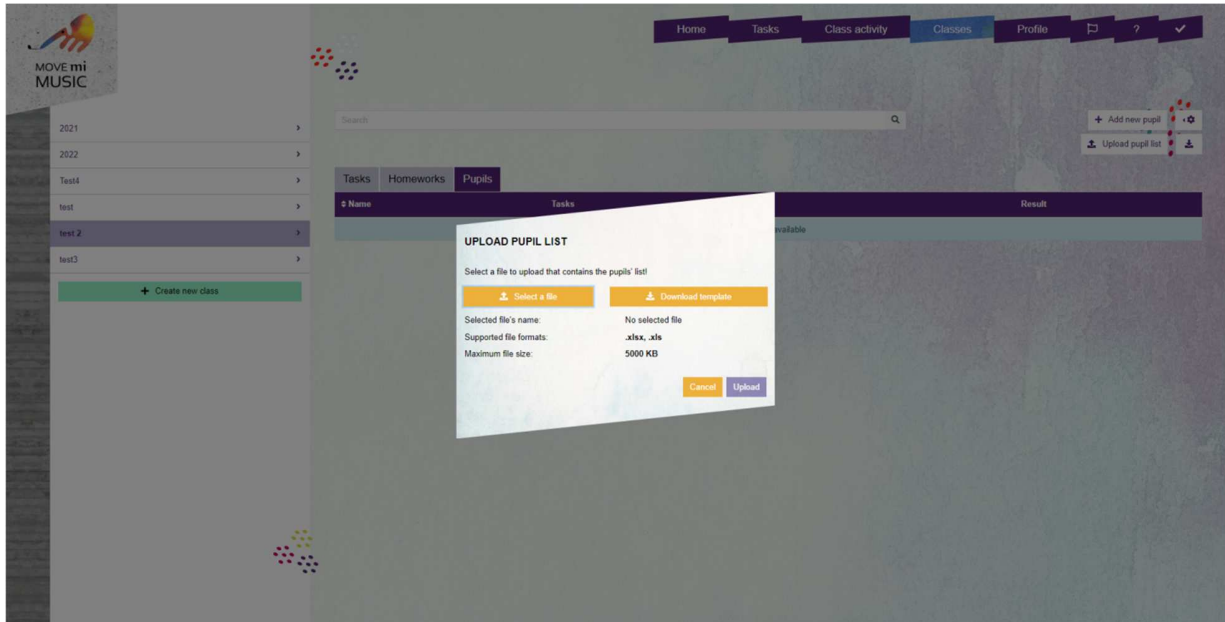 MOVE mi
MUSIC
Home Tasks Class activity Classes Profile ?
Search
+ Add new pupil
Upload pupil list
2021
2022
Test4
test
test 2
test3
+ Create new class
Tasks Homeworks Pupils
Name Tasks Result
available
UPLOAD PUPIL LIST
Select a file to upload that contains the pupils' list!
Select a file Download template
Selected file's name: No selected file
Supported file formats: .xlsx, .xls
Maximum file size: 5000 KB
Cancel Upload